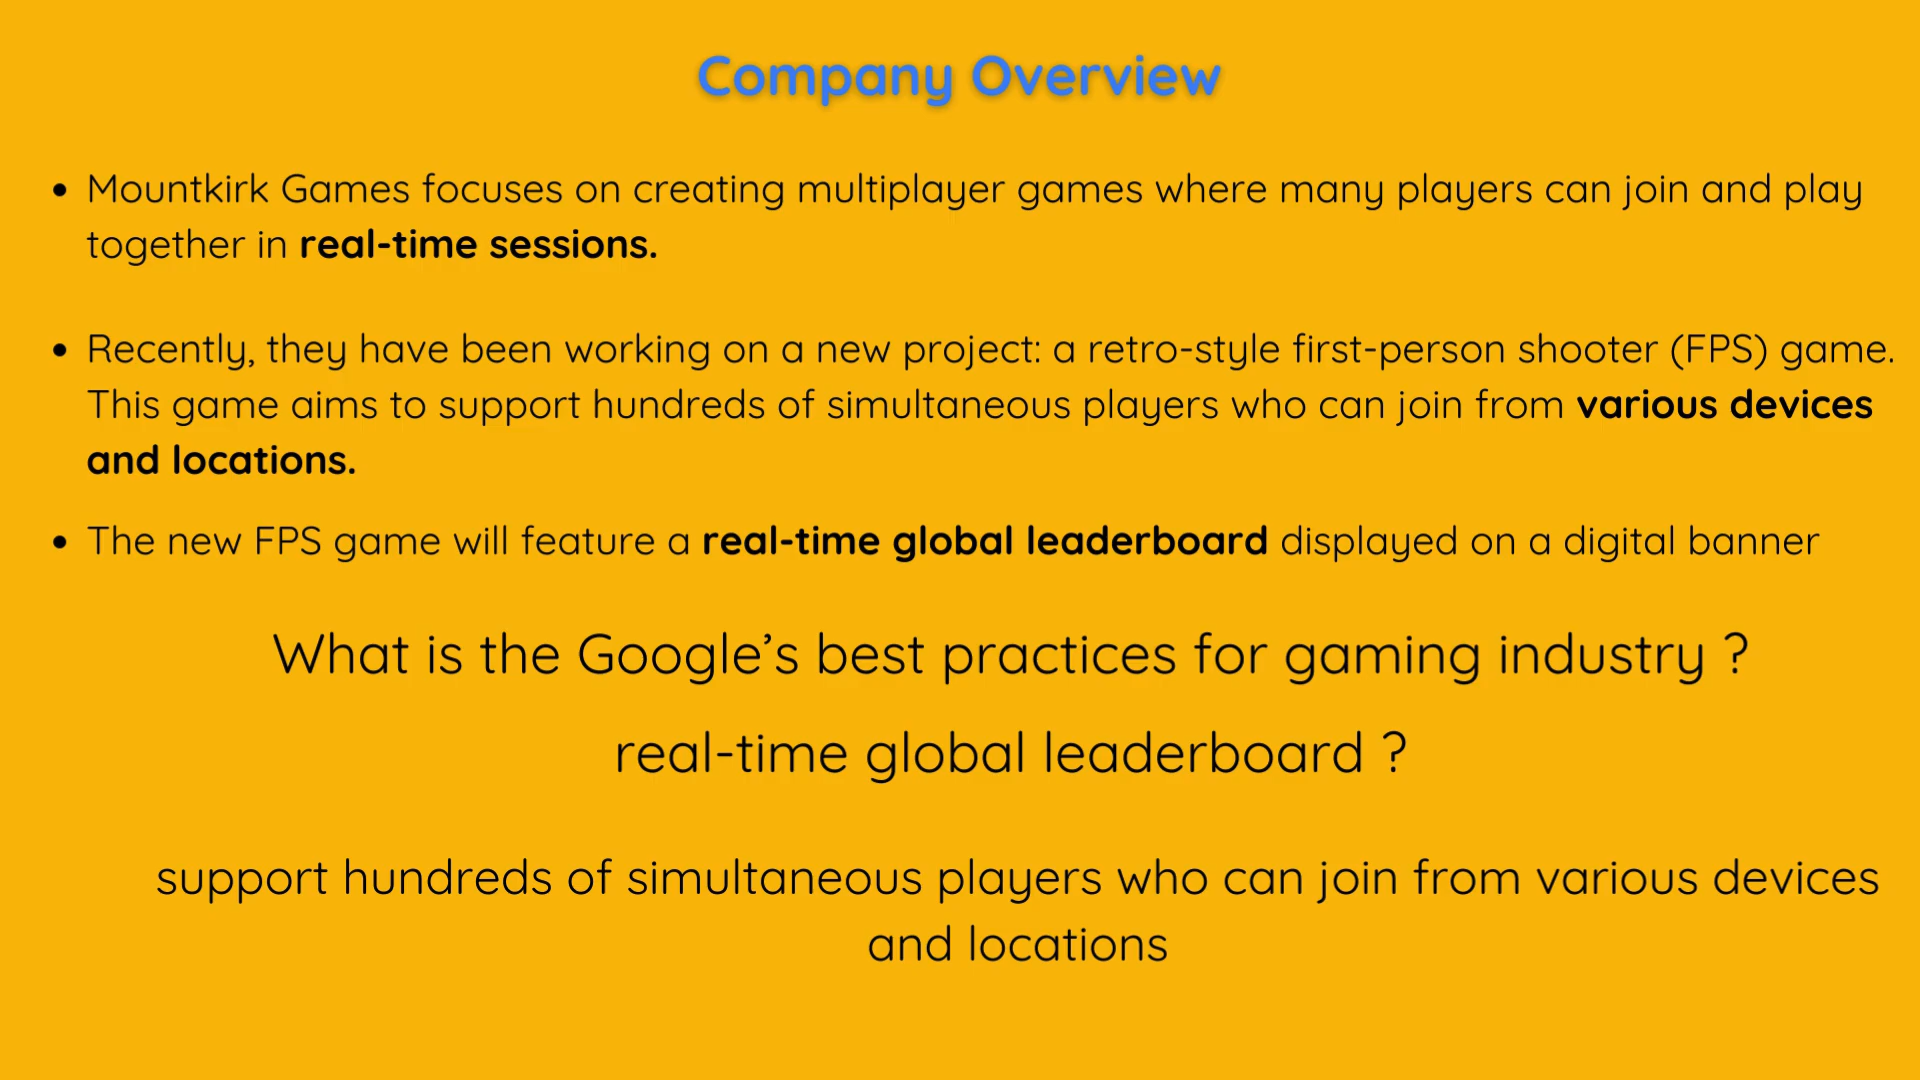 Company Overview
• Mountkirk Games focuses on creating multiplayer games where many players can join and play
together in real-time sessions.
• Recently, they have been working on a new project: a retro-style first-person shooter (FPS) game.
This game aims to support hundreds of simultaneous players who can join from various devices
and locations.
• The new FPS game will feature a real-time global leaderboard displayed on a digital banner
What is the Google’s best practices for gaming industry ?
real-time global leaderboard ?
support hundreds of simultaneous players who can join from various devices
and locations